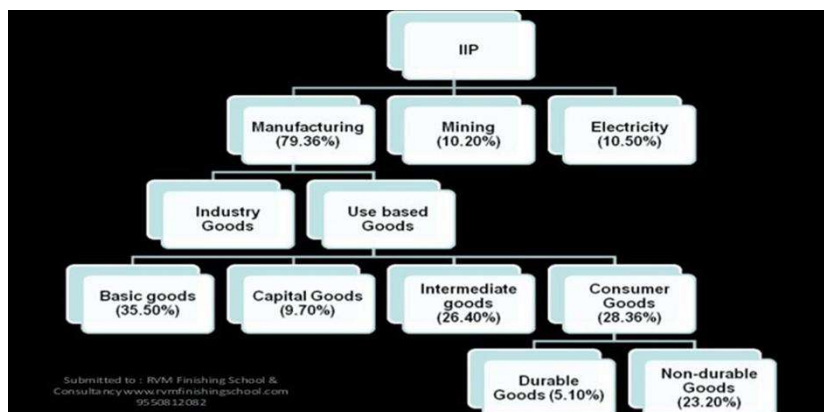 IIP
Manufacturing
(79.36%)
Mining
(10.20%)
Electricity
(10.50%)
Industry
Goods
Use based
Goods
Basic goods
(35.50%)
Capital Goods
(9.70%)
Intermediate
goods
(26.40%)
Consumer
Goods
(28.36%)
Durable
Goods (5.10%)
Non-durable
Goods
(23.20%)
Submitted to : RVM Finishing School &
Consultancywww.rvmfinishingschool.com
9550812082